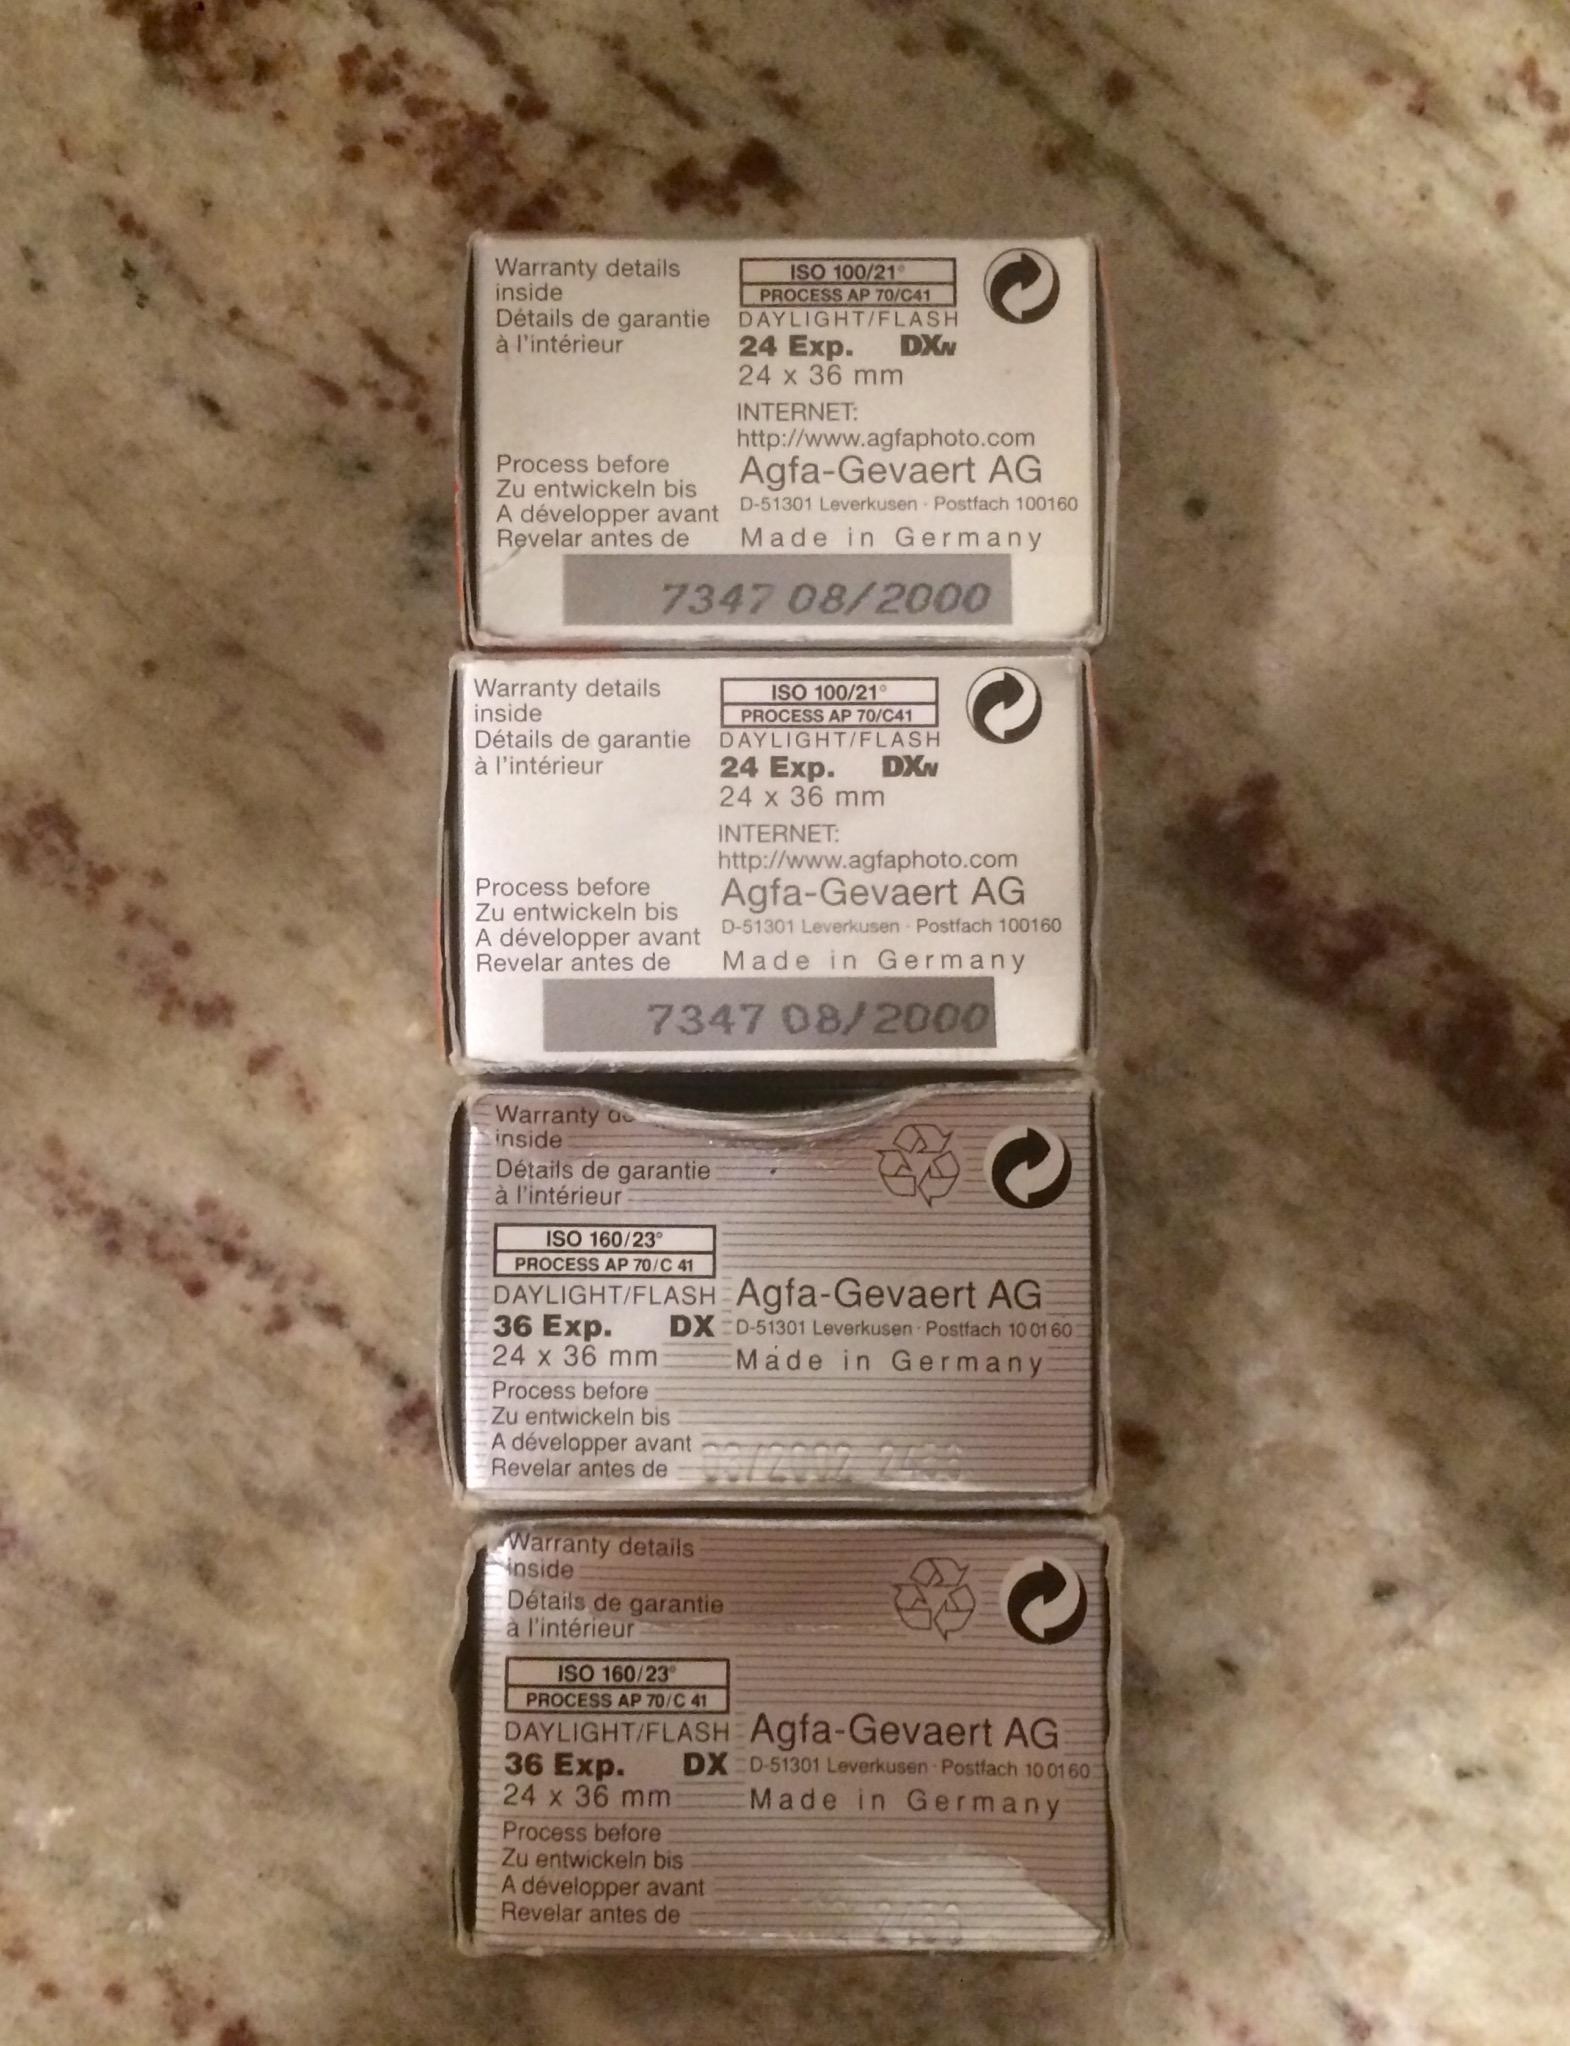 Warranty details
inside
Détails de garantie
à l'intérieur
ISO 100/21°
PROCESS AP 70/C41
DAYLIGHT/FLASH
24 Exp. DXN
24 x 36 mm
INTERNET:
http://www.agfaphoto.com
Agfa-Gevaert AG
D-51301 Leverkusen · Postfach 100160
Made in Germany
Process before
Zu entwickeln bis
A développer avant
Revelar antes de
7347 08/2000
Warranty details
inside
Détails de garantie
à l'intérieur
ISO 100/21°
PROCESS AP 70/C41
DAYLIGHT/FLASH
24 Exp. DXN
24 x 36 mm
INTERNET:
http://www.agfaphoto.com
Agfa-Gevaert AG
D-51301 Leverkusen · Postfach 100160
Made in Germany
Process before
Zu entwickeln bis
A développer avant
Revelar antes de
7347 08/2000
Warranty
inside
Détails de garantie
à l'intérieur
ISO 160/23°
PROCESS AP 70/C 41
DAYLIGHT/FLASH
36 Exp. DX
24 x 36 mm
Agfa-Gevaert AG
D-51301 Leverkusen · Postfach 10 01 60
Made in Germany
Process before
Zu entwickeln bis
A développer avant
Revelar antes de
Warranty details
inside
Détails de garantie
à l'intérieur
ISO 160/23°
PROCESS AP 70/C 41
DAYLIGHT/FLASH
36 Exp. DX
24 x 36 mm
Agfa-Gevaert AG
D-51301 Leverkusen · Postfach 10 01 60
Made in Germany
Process before
Zu entwickeln bis
A développer avant
Revelar antes de